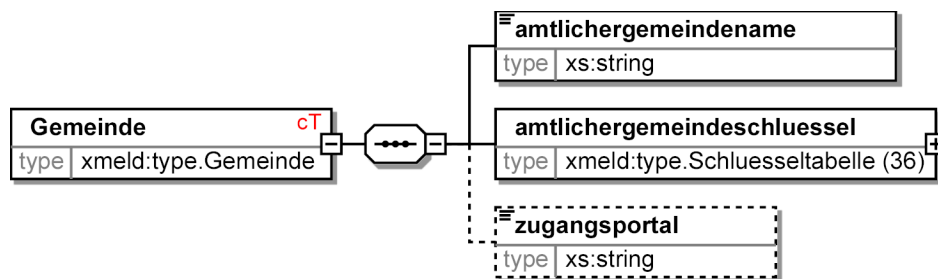 amtlichergemeindename
type xs:string
Gemeinde cT
type xmeld:type.Gemeinde
amtlichergemeindeschluessel
type xmeld:type.Schluesseltabelle (36)
zugangsportal
type xs:string